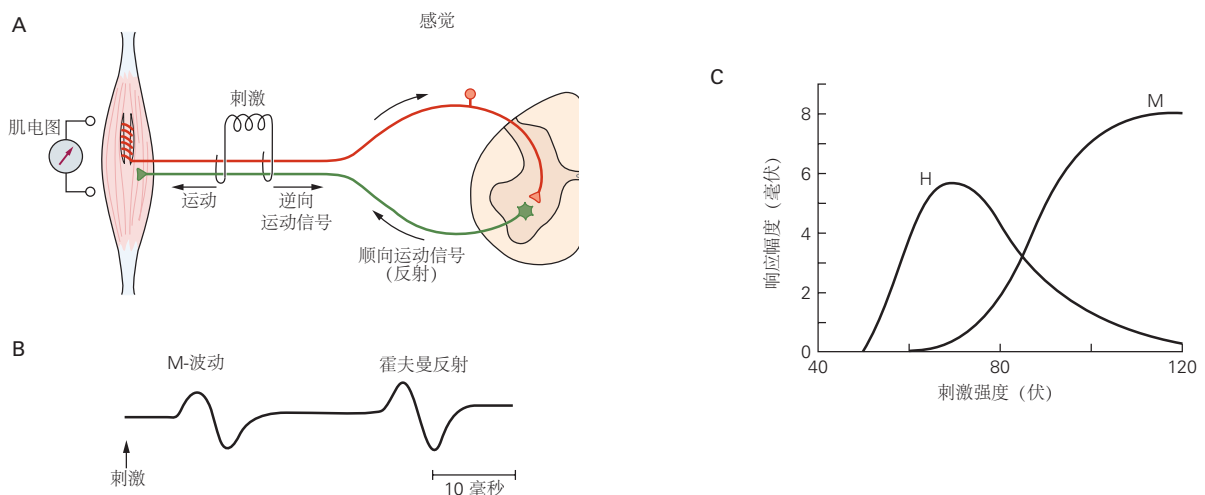 A
感觉
刺激
肌电图
运动
逆向
运动信号
顺向运动信号
(反射)
B
M-波动
霍夫曼反射
刺激
10 毫秒
C
响应幅度（毫伏）
8
6
4
2
0
H
M
40
80
120
刺激强度（伏）